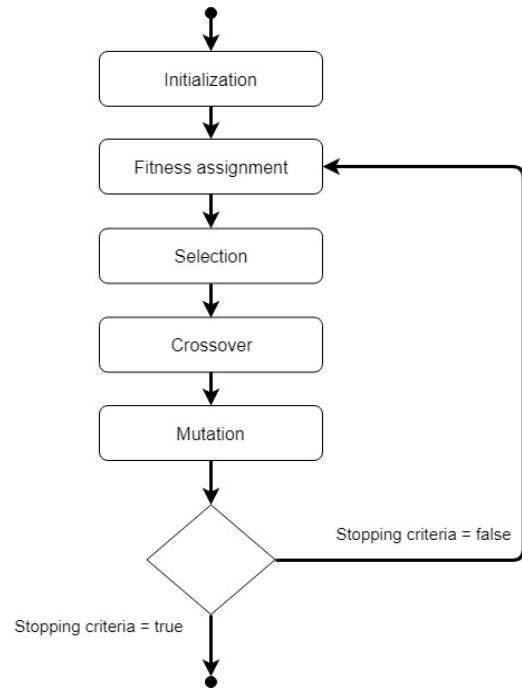 Initialization
Fitness assignment
Selection
Crossover
Mutation
Stopping criteria = false
Stopping criteria = true